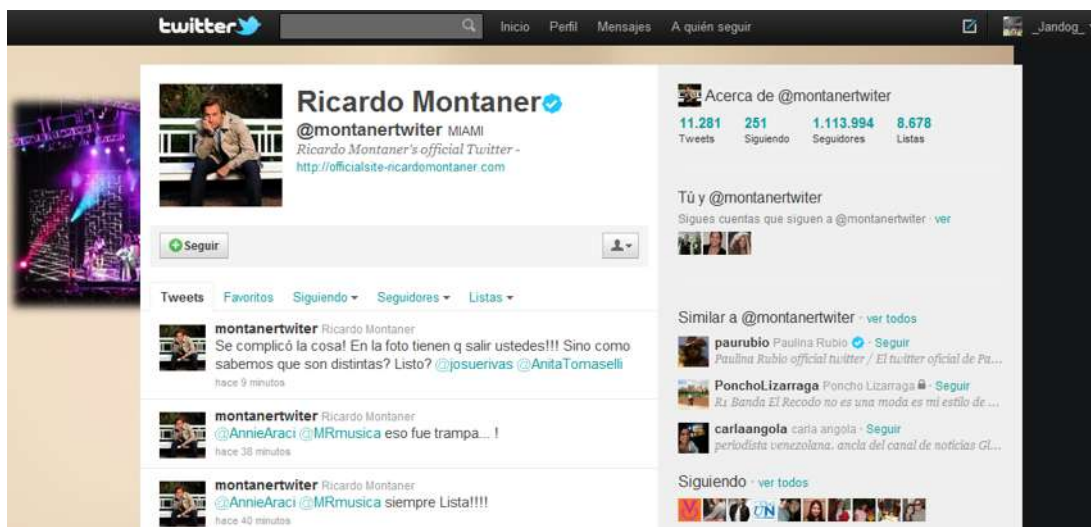 twitter
Inicio Perfil Mensajes A quién seguir
_Jandog_
Ricardo Montaner
@montanertwiter MIAMI
Ricardo Montaner's official Twitter -
http://officialsite-ricardomontaner.com
Seguir
Tweets Favoritos Siguiendo Seguidores Listas
montanertwiter Ricardo Montaner
Se complicó la cosa! En la foto tienen q salir ustedes!!! Sino como
sabemos que son distintas? Listo? @josuerivas @AnitaTomaselli
hace 9 minutos
montanertwiter Ricardo Montaner
@AnnieAraci @MRmusica eso fue trampa... !
hace 38 minutos
montanertwiter Ricardo Montaner
@AnnieAraci @MRmusica siempre Lista!!!!
hace 40 minutos
Acerca de @montanertwiter
11.281 251 1.113.994 8.678
Tweets Siguiendo Seguidores Listas
Tú y @montanertwiter
Sigues cuentas que siguen a @montanertwiter · ver
Similar a @montanertwiter · ver todos
paurubio Paulina Rubio · Seguir
Paulina Rubio official twitter / El twitter oficial de Pa...
PonchoLizarraga Poncho Lizarraga · Seguir
R1 Banda El Recodo no es una moda es mi estilo de ...
carlaangola carla angola · Seguir
periodista venezolana. ancla del canal de noticias Gl...
Siguiendo · ver todos
UN